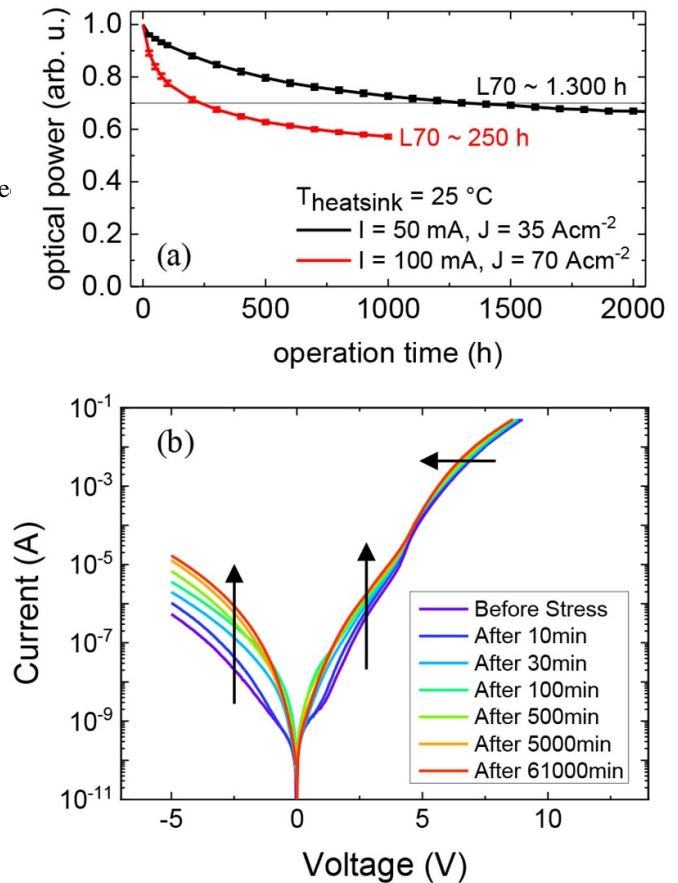 1.0
0.8
0.6
0.4
0.2
0.0
optical power (arb. u.)
L70 ~ 1.300 h
L70 ~ 250 h
T_heatsink = 25 °C
I = 50 mA, J = 35 Acm⁻²
I = 100 mA, J = 70 Acm⁻²
(a)
0 500 1000 1500 2000
operation time (h)
e
(b)
10⁻¹
10⁻³
10⁻⁵
10⁻⁷
10⁻⁹
10⁻¹¹
Current (A)
Before Stress
After 10min
After 30min
After 100min
After 500min
After 5000min
After 61000min
-5 0 5 10
Voltage (V)